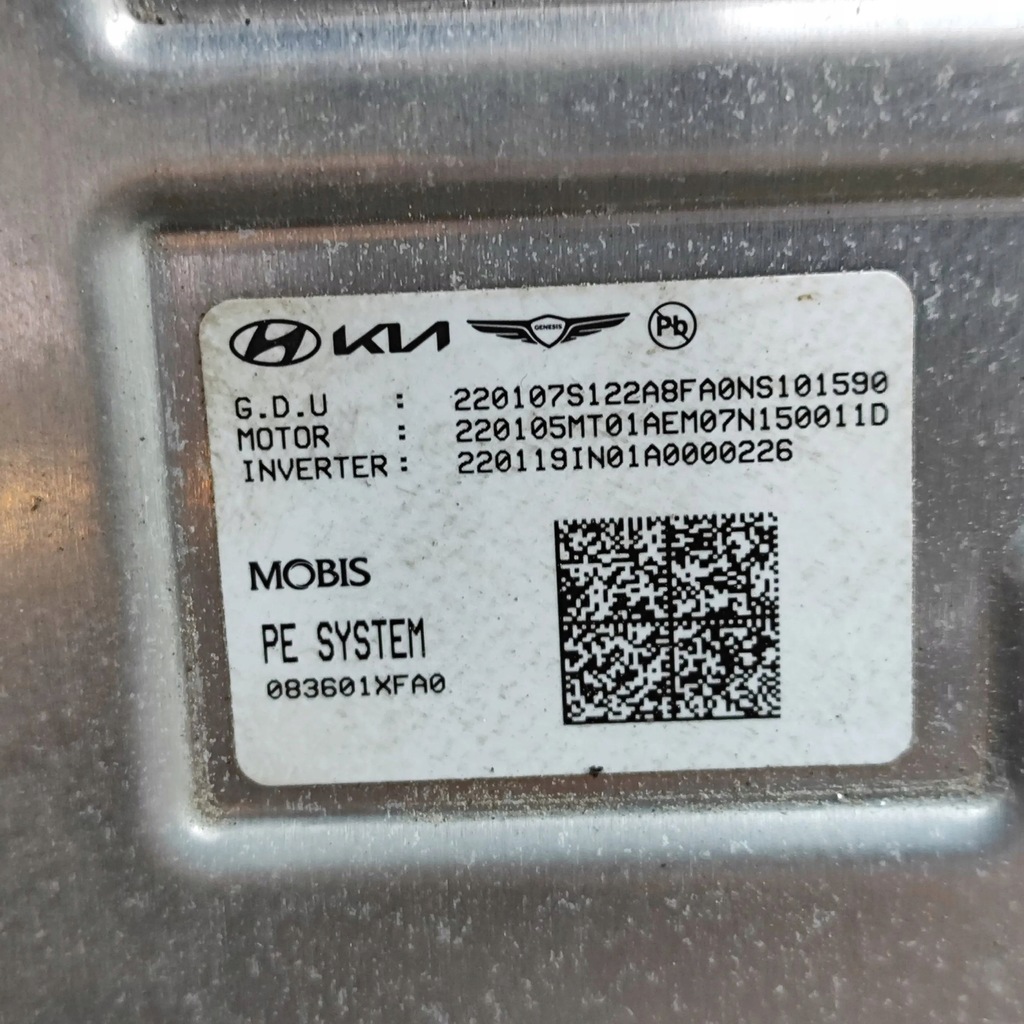 KIA GENESIS Pb
G.D.U : 220107S122A8FA0NS101590
MOTOR : 220105MT01AEM07N150011D
INVERTER : 220119IN01A0000226
MOBIS
PE SYSTEM
083601XFA0